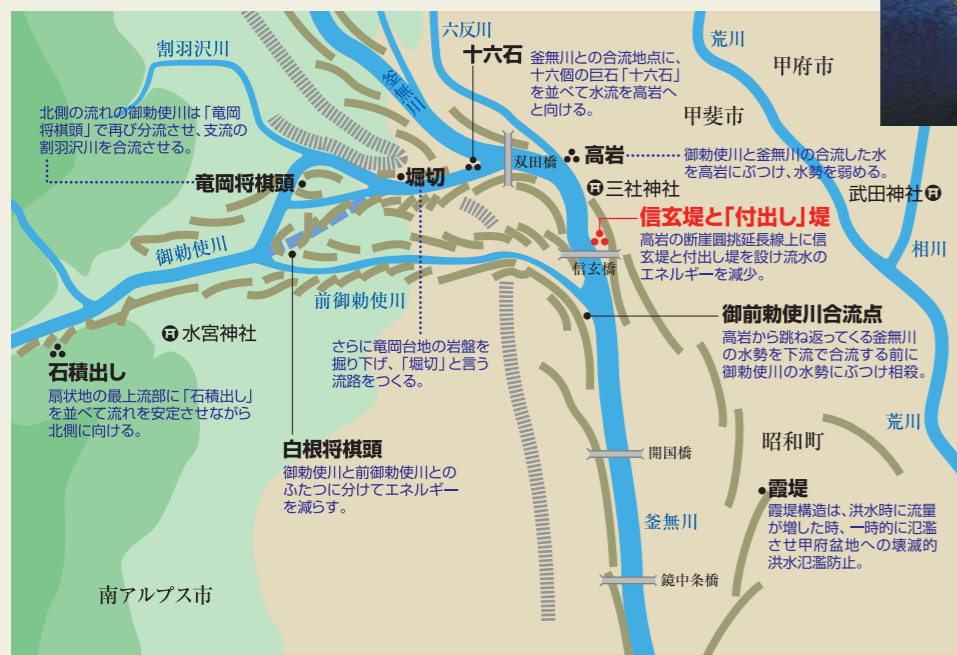 割羽沢川
六反川
荒川
釜無川
十六石
釜無川との合流地点に、
十六個の巨石「十六石」
を並べて水流を高岩へ
と向ける。
甲府市
甲斐市
北側の流れの御勅使川は「竜岡
将棋頭」で再び分流させ、支流の
割羽沢川を合流させる。
双田橋
高岩
御勅使川と釜無川の合流した水
を高岩にぶつけ、水勢を弱める。
竜岡将棋頭
堀切
三社神社
武田神社
信玄堤と「付出し」堤
高岩の断崖圓挑延長線上に信
玄堤と付出し堤を設け流水の
エネルギーを減少。
御勅使川
信玄橋
相川
前御勅使川
御前勅使川合流点
高岩から跳ね返ってくる釜無川
の水勢を下流で合流する前に
御勅使川の水勢にぶつけ相殺。
水宮神社
石積出し
扇状地の最上流部に「石積出し」
を並べて流れを安定させながら
北側に向ける。
さらに竜岡台地の岩盤を
掘り下げ、「堀切」と言う
流路をつくる。
荒川
白根将棋頭
御勅使川と前御勅使川との
ふたつに分けてエネルギー
を減らす。
昭和町
開国橋
霞堤
霞堤構造は、洪水時に流量
が増した時、一時的に氾濫
させ甲府盆地への壊滅的
洪水氾濫防止。
釜無川
鏡中条橋
南アルプス市